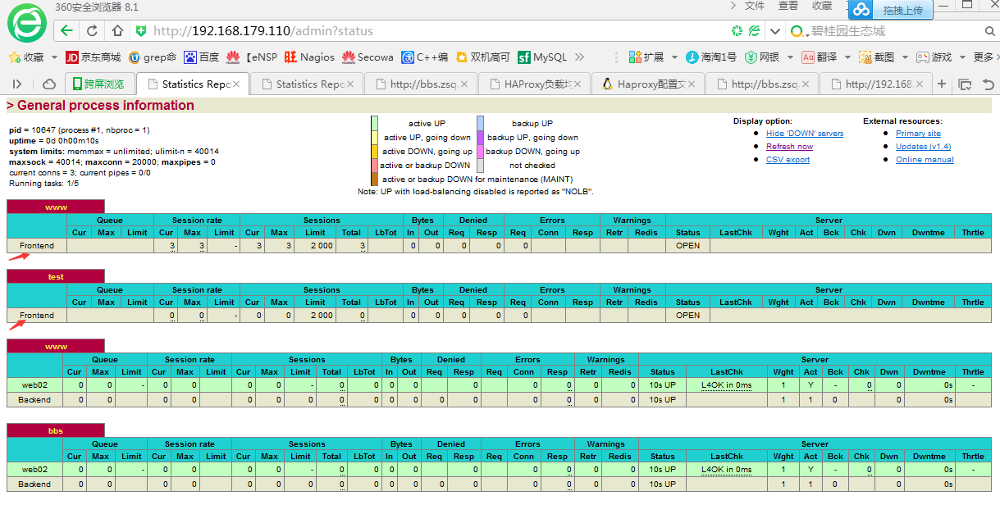 360安全浏览器 8.1
文件 查看 收藏
拖拽上传
http://192.168.179.110/admin?status
碧桂园生态城
收藏 JD 京东商城 grep命 百度 【eNSP 旺 Nagios Secowa C++编 双机高可 sf MySQL 扩展 海淘1号 网银 Aa 翻译 截图 游戏 更多
跨屏浏览 Statistics Repo Statistics Repo http://bbs.zsq. HAProxy负载均 Haproxy配置文 http://bbs.zsq. http://192.168.
> General process information
pid = 10647 (process #1, nbproc = 1)
uptime = 0d 0h00m10s
system limits: memmax = unlimited; ulimit-n = 40014
maxsock = 40014; maxconn = 20000; maxpipes = 0
current conns = 3; current pipes = 0/0
Running tasks: 1/5
active UP backup UP
active UP, going down backup UP, going down
active DOWN, going up backup DOWN, going up
active or backup DOWN not checked
active or backup DOWN for maintenance (MAINT)
Note: UP with load-balancing disabled is reported as "NOLB".
Display option:
Hide 'DOWN' servers
Refresh now
CSV export
External resources:
Primary site
Updates (v1.4)
Online manual
www
Queue Session rate Sessions Bytes Denied Errors Warnings Server
Cur Max Limit Cur Max Limit Cur Max Limit Total LbTot In Out Req Resp Req Conn Resp Retr Redis Status LastChk Wght Act Bck Chk Dwn Dwntme Thrtle
Frontend 3 3 - 3 3 2 000 3 0 0 0 0 0 OPEN
test
Queue Session rate Sessions Bytes Denied Errors Warnings Server
Cur Max Limit Cur Max Limit Cur Max Limit Total LbTot In Out Req Resp Req Conn Resp Retr Redis Status LastChk Wght Act Bck Chk Dwn Dwntme Thrtle
Frontend 0 0 - 0 0 2 000 0 0 0 0 0 0 OPEN
www
Queue Session rate Sessions Bytes Denied Errors Warnings Server
Cur Max Limit Cur Max Limit Cur Max Limit Total LbTot In Out Req Resp Req Conn Resp Retr Redis Status LastChk Wght Act Bck Chk Dwn Dwntme Thrtle
web02 0 0 - 0 0 0 0 - 0 0 0 0 0 0 0 0 0 10s UP L4OK in 0ms 1 Y - 0 0 0s -
Backend 0 0 0 0 0 0 0 0 0 0 0 0 0 0 0 0 0 10s UP 1 1 0 0 0s
bbs
Queue Session rate Sessions Bytes Denied Errors Warnings Server
Cur Max Limit Cur Max Limit Cur Max Limit Total LbTot In Out Req Resp Req Conn Resp Retr Redis Status LastChk Wght Act Bck Chk Dwn Dwntme Thrtle
web02 0 0 - 0 0 0 0 - 0 0 0 0 0 0 0 0 0 10s UP L4OK in 0ms 1 Y - 0 0 0s -
Backend 0 0 0 0 0 0 0 0 0 0 0 0 0 0 0 0 0 10s UP 1 1 0 0 0s